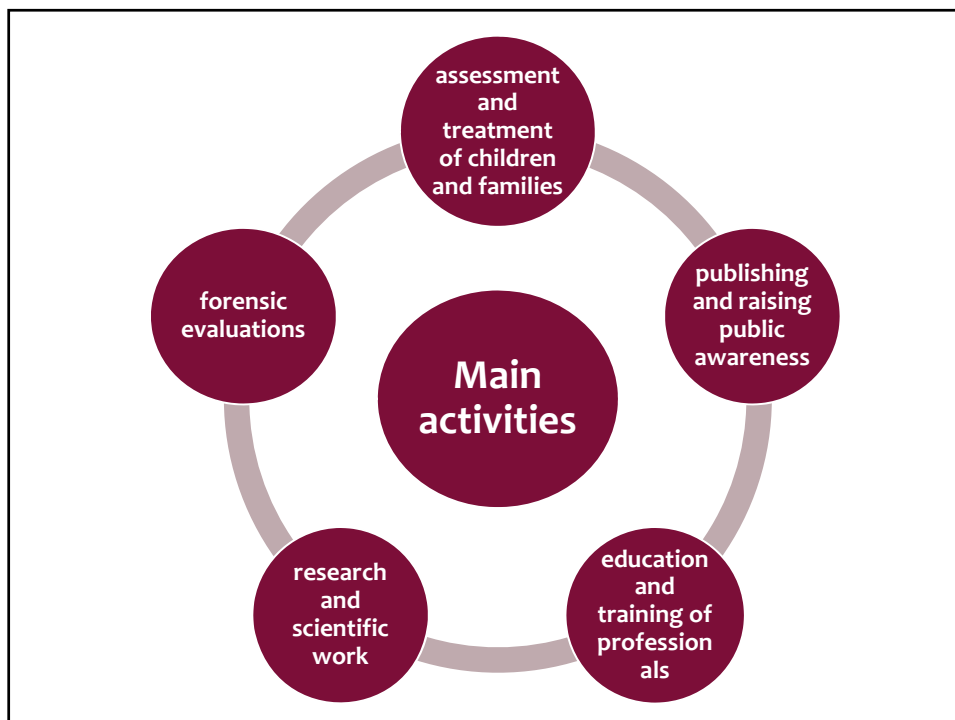 assessment
and
treatment
of children
and families
publishing
and raising
public
awareness
education
and
training of
profession
als
research
and
scientific
work
forensic
evaluations
Main
activities